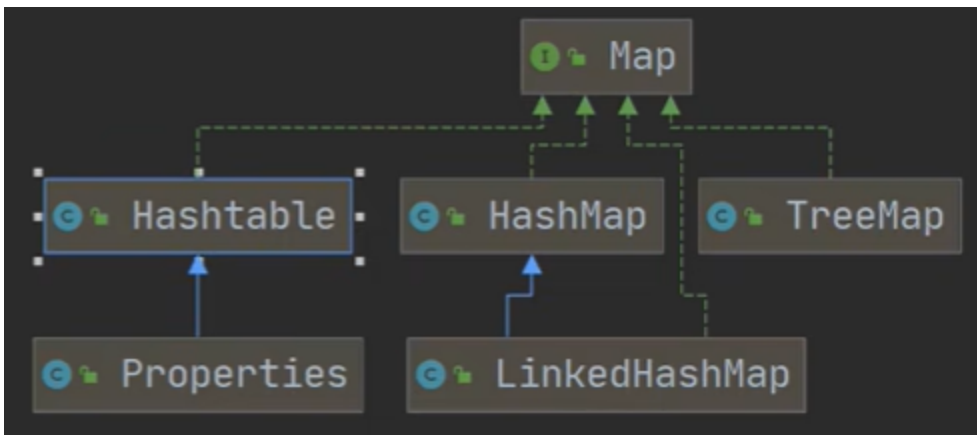 I Map
C Hashtable
C HashMap
C TreeMap
C Properties
C LinkedHashMap